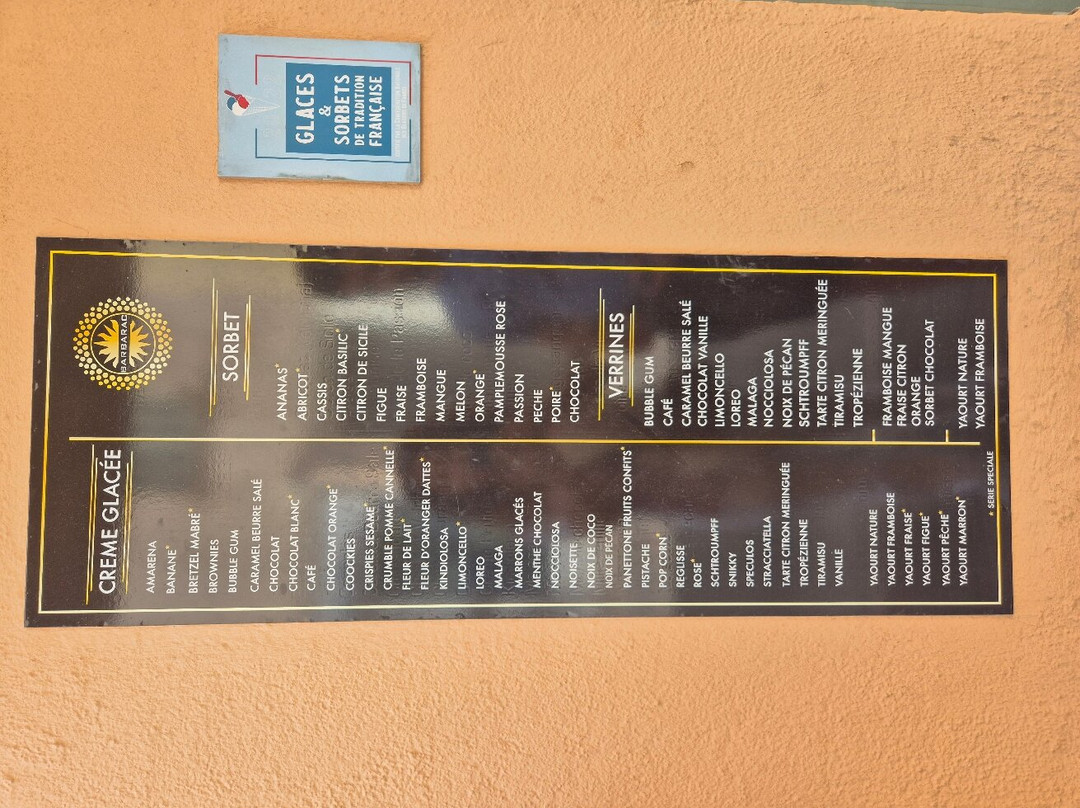 GLACES
&
SORBETS
DE TRADITION
FRANÇAISE
BARBARAC
CRÈME GLACÉE
AMARENA
BANANE*
BRETZEL MABRÉ*
BROWNIES
BUBBLE GUM
CARAMEL BEURRE SALÉ
CHOCOLAT
CHOCOLAT BLANC*
CAFÉ
CHOCOLAT ORANGE*
COOCKIES
CRISPIES SESAME*
CRUMBLE POMME CANNELLE*
FLEUR DE LAIT*
FLEUR D'ORANGER DATTES*
KINDIOLOSA
LIMONCELLO*
LOREO
MALAGA
MARRONS GLACÉS
MENTHE CHOCOLAT
NOCCIOLOSA
NOISETTE
NOIX DE COCO
NOIX DE PÉCAN
PANETTONE FRUITS CONFITS*
PISTACHE
POP CORN*
REGLISSE
ROSE*
SCHTROUMPFF
SNIKKY
SPECULOS
STRACCIATELLA
TARTE CITRON MERINGUÉE
TROPÉZIENNE
TIRAMISU
VANILLE
YAOURT NATURE
YAOURT FRAMBOISE
YAOURT FRAISE*
YAOURT FIGUE*
YAOURT PÊCHE*
YAOURT MARRON*
SORBET
ANANAS*
ABRICOT*
CASSIS
CITRON BASILIC*
CITRON DE SICILE
FIGUE
FRAISE
FRAMBOISE
MANGUE
MELON
ORANGE*
PAMPLEMOUSSE ROSE
PASSION
PECHE
POIRE*
CHOCOLAT
VERRINES
BUBBLE GUM
CAFÉ
CARAMEL BEURRE SALÉ
CHOCOLAT VANILLE
LIMONCELLO
LOREO
MALAGA
NOCCIOLOSA
NOIX DE PÉCAN
SCHTROUMPFF
TARTE CITRON MERINGUÉE
TIRAMISU
TROPÉZIENNE
FRAMBOISE MANGUE
FRAISE CITRON
ORANGE
SORBET CHOCOLAT
YAOURT NATURE
YAOURT FRAMBOISE
* SERIE SPECIALE